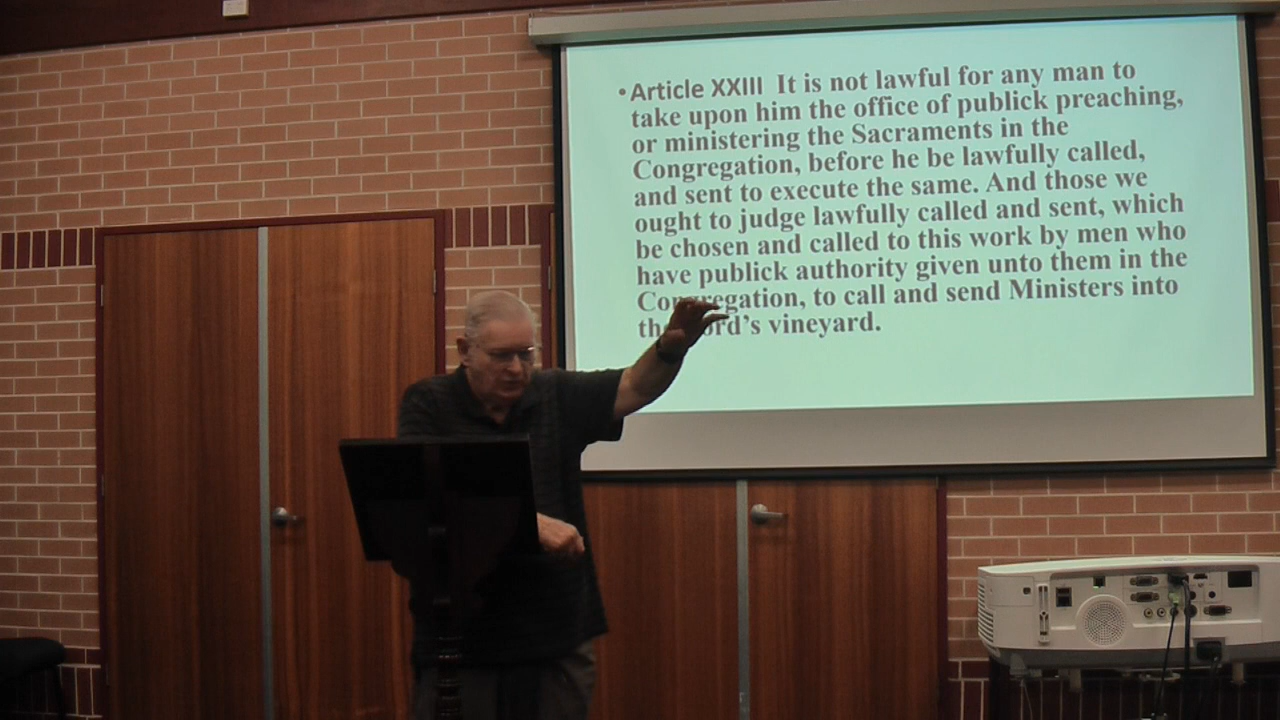 • Article XXIII It is not lawful for any man to
take upon him the office of publick preaching,
or ministering the Sacraments in the
Congregation, before he be lawfully called,
and sent to execute the same. And those we
ought to judge lawfully called and sent, which
be chosen and called to this work by men who
have publick authority given unto them in the
Congregation, to call and send Ministers into
the Lord's vineyard.